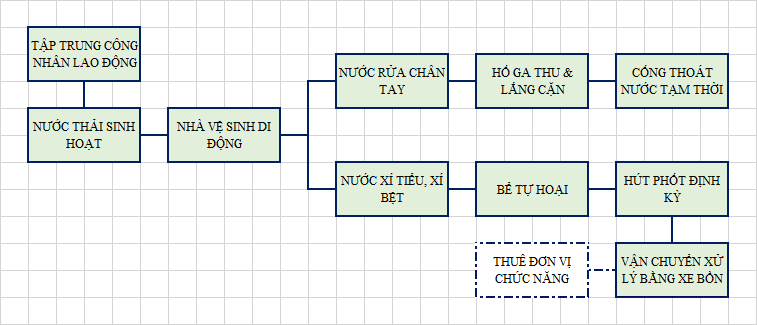 TẬP TRUNG CÔNG
NHÂN LAO ĐỘNG
NƯỚC RỬA CHÂN
TAY
HỐ GA THU &
LẮNG CẶN
CỐNG THOÁT
NƯỚC TẠM THỜI
NƯỚC THẢI SINH
HOẠT
NHÀ VỆ SINH DI
ĐỘNG
NƯỚC XÍ TIỂU, XÍ
BỆT
BỂ TỰ HOẠI
HÚT PHỐT ĐỊNH
KỲ
THUÊ ĐƠN VỊ
CHỨC NĂNG
VẬN CHUYỂN XỬ
LÝ BẰNG XE BỒN